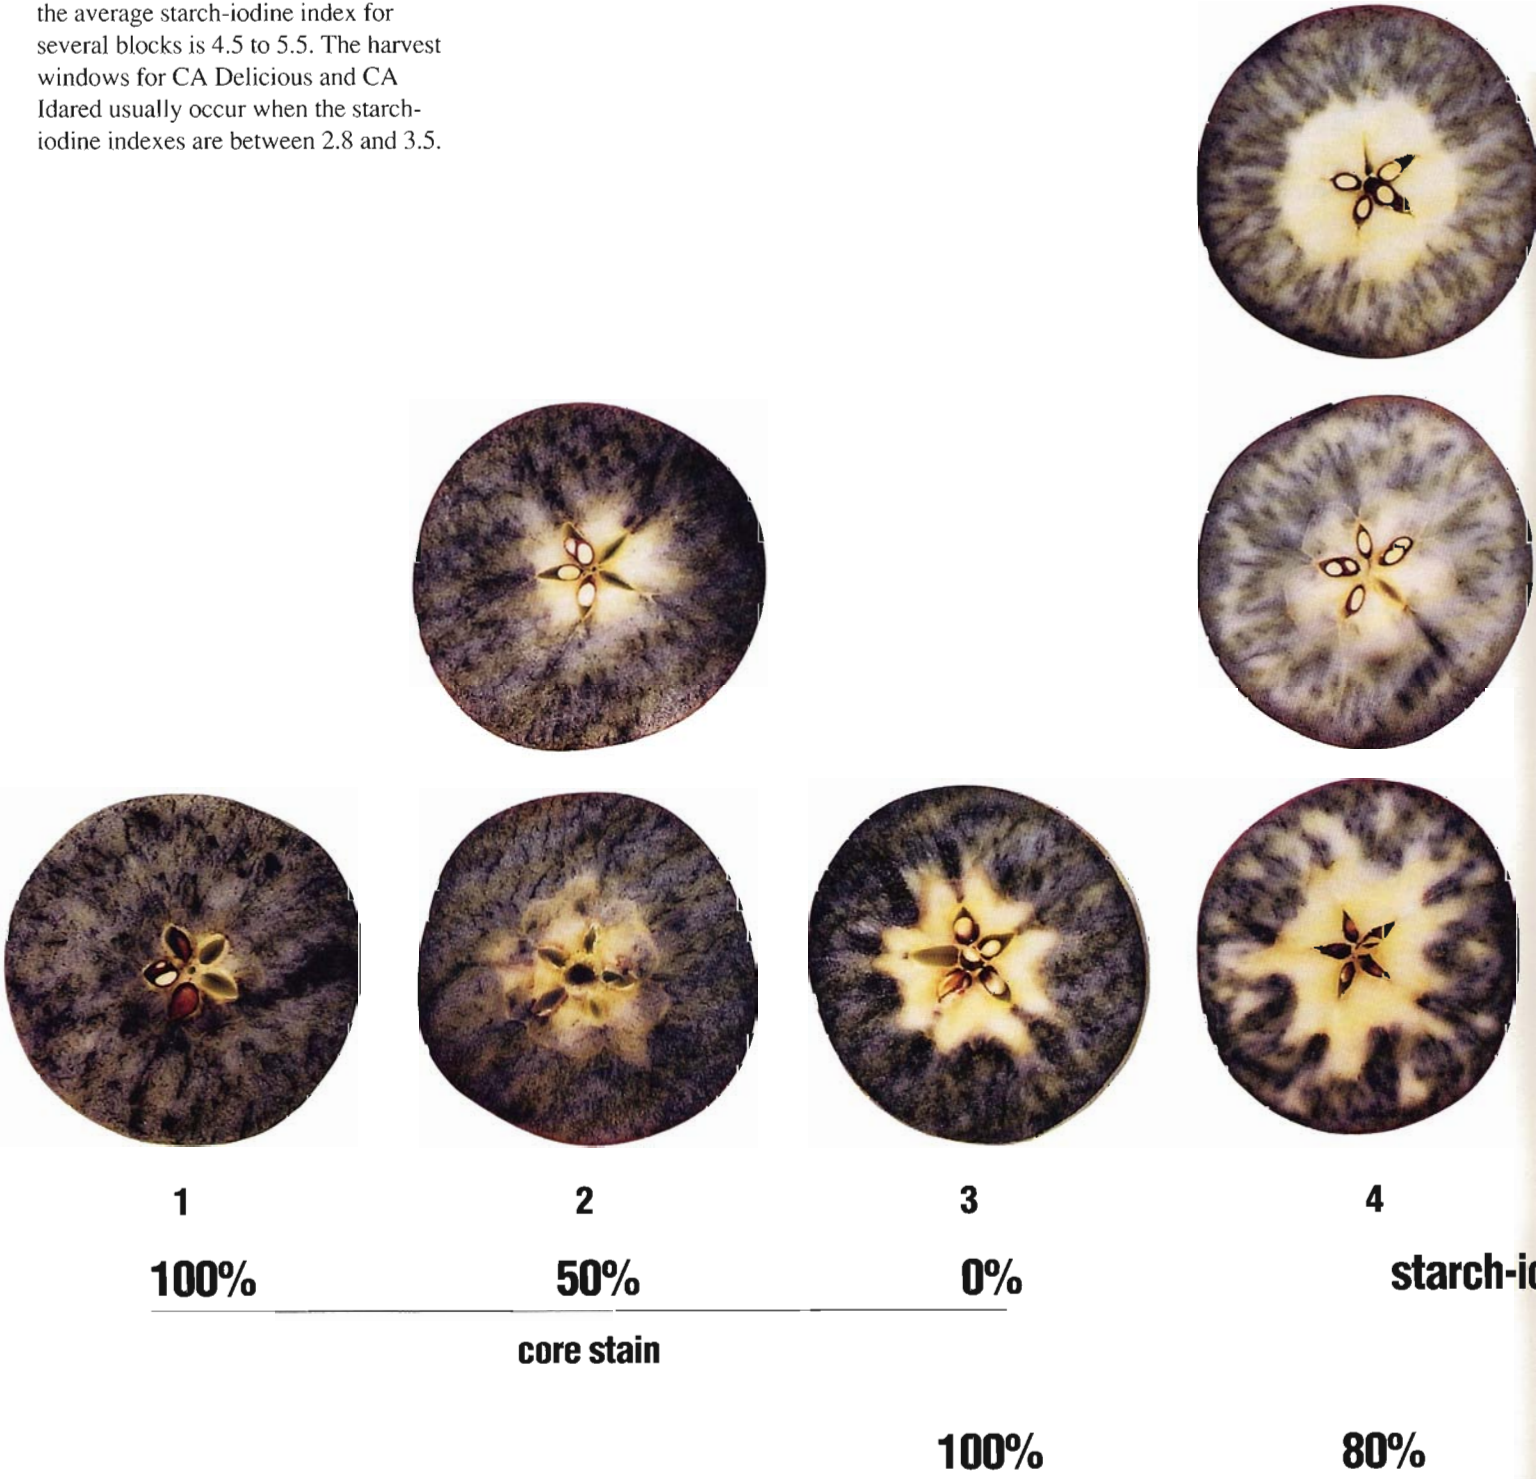 the average starch-iodine index for
several blocks is 4.5 to 5.5. The harvest
windows for CA Delicious and CA
Idared usually occur when the starch-
iodine indexes are between 2.8 and 3.5.
1 2 3 4
100% 50% 0% starch-io
core stain
100% 80%